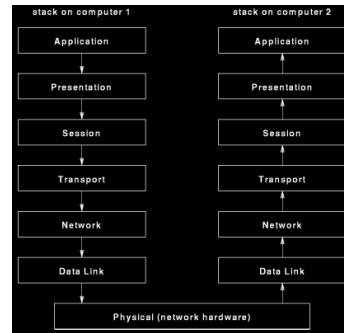 stack on computer 1
stack on computer 2
Application
Application
Presentation
Presentation
Session
Session
Transport
Transport
Network
Network
Data Link
Data Link
Physical (network hardware)